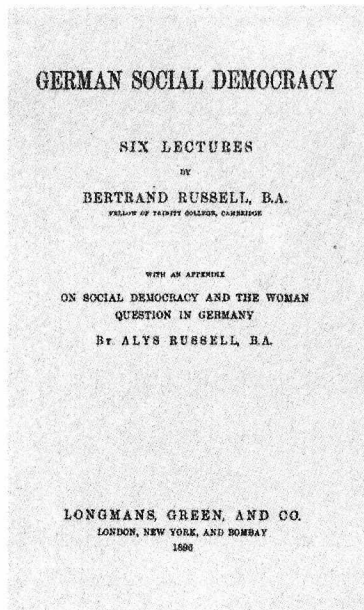 GERMAN SOCIAL DEMOCRACY
SIX LECTURES
BY
BERTRAND RUSSELL, B.A.
FELLOW OF TRINITY COLLEGE, CAMBRIDGE
WITH AN APPENDIX
ON SOCIAL DEMOCRACY AND THE WOMAN
QUESTION IN GERMANY
BY ALYS RUSSELL, B.A.
LONGMANS, GREEN, AND CO.
LONDON, NEW YORK, AND BOMBAY
1896